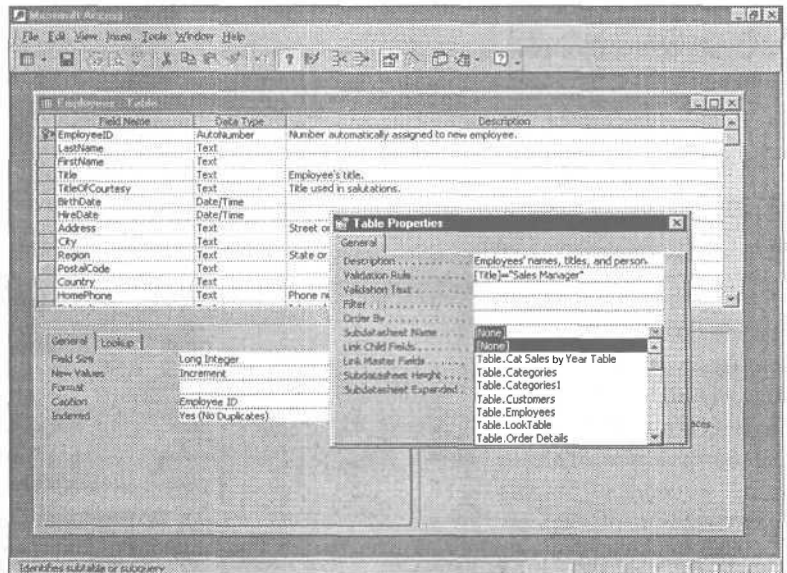 Microsoft Access
File Edit View Insert Tools Window Help
Employees : Table
Field Name Data Type Description
EmployeeID AutoNumber Number automatically assigned to new employee.
LastName Text
FirstName Text
Title Text Employee's title.
TitleOfCourtesy Text Title used in salutations.
BirthDate Date/Time
HireDate Date/Time
Address Text Street or
City Text
Region Text State or
PostalCode Text
Country Text
HomePhone Text Phone
Table Properties
General
Description Employees' names, titles, and person
Validation Rule [Title]="Sales Manager"
Validation Text
Filter
Order By
Subdatasheet Name [None]
Link Child Fields [None]
Link Master Fields Table.Cat Sales by Year Table
Subdatasheet Height Table.Categories
Subdatasheet Expanded Table.Categories1
Table.Customers
Table.Employees
Table.LookTable
Table.Order Details
General Lookup
Field Size Long Integer
New Values Increment
Format
Caption Employee ID
Indexed Yes (No Duplicates)
Identifies subtable or subquery